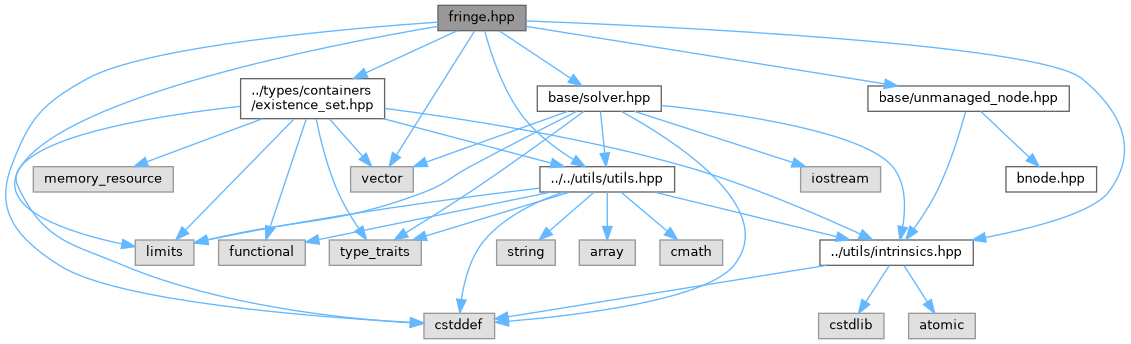 fringe.hpp
../types/containers
/existence_set.hpp
base/solver.hpp
base/unmanaged_node.hpp
memory_resource
vector
../../utils/utils.hpp
iostream
bnode.hpp
limits
functional
type_traits
string
array
cmath
../utils/intrinsics.hpp
cstddef
cstdlib
atomic